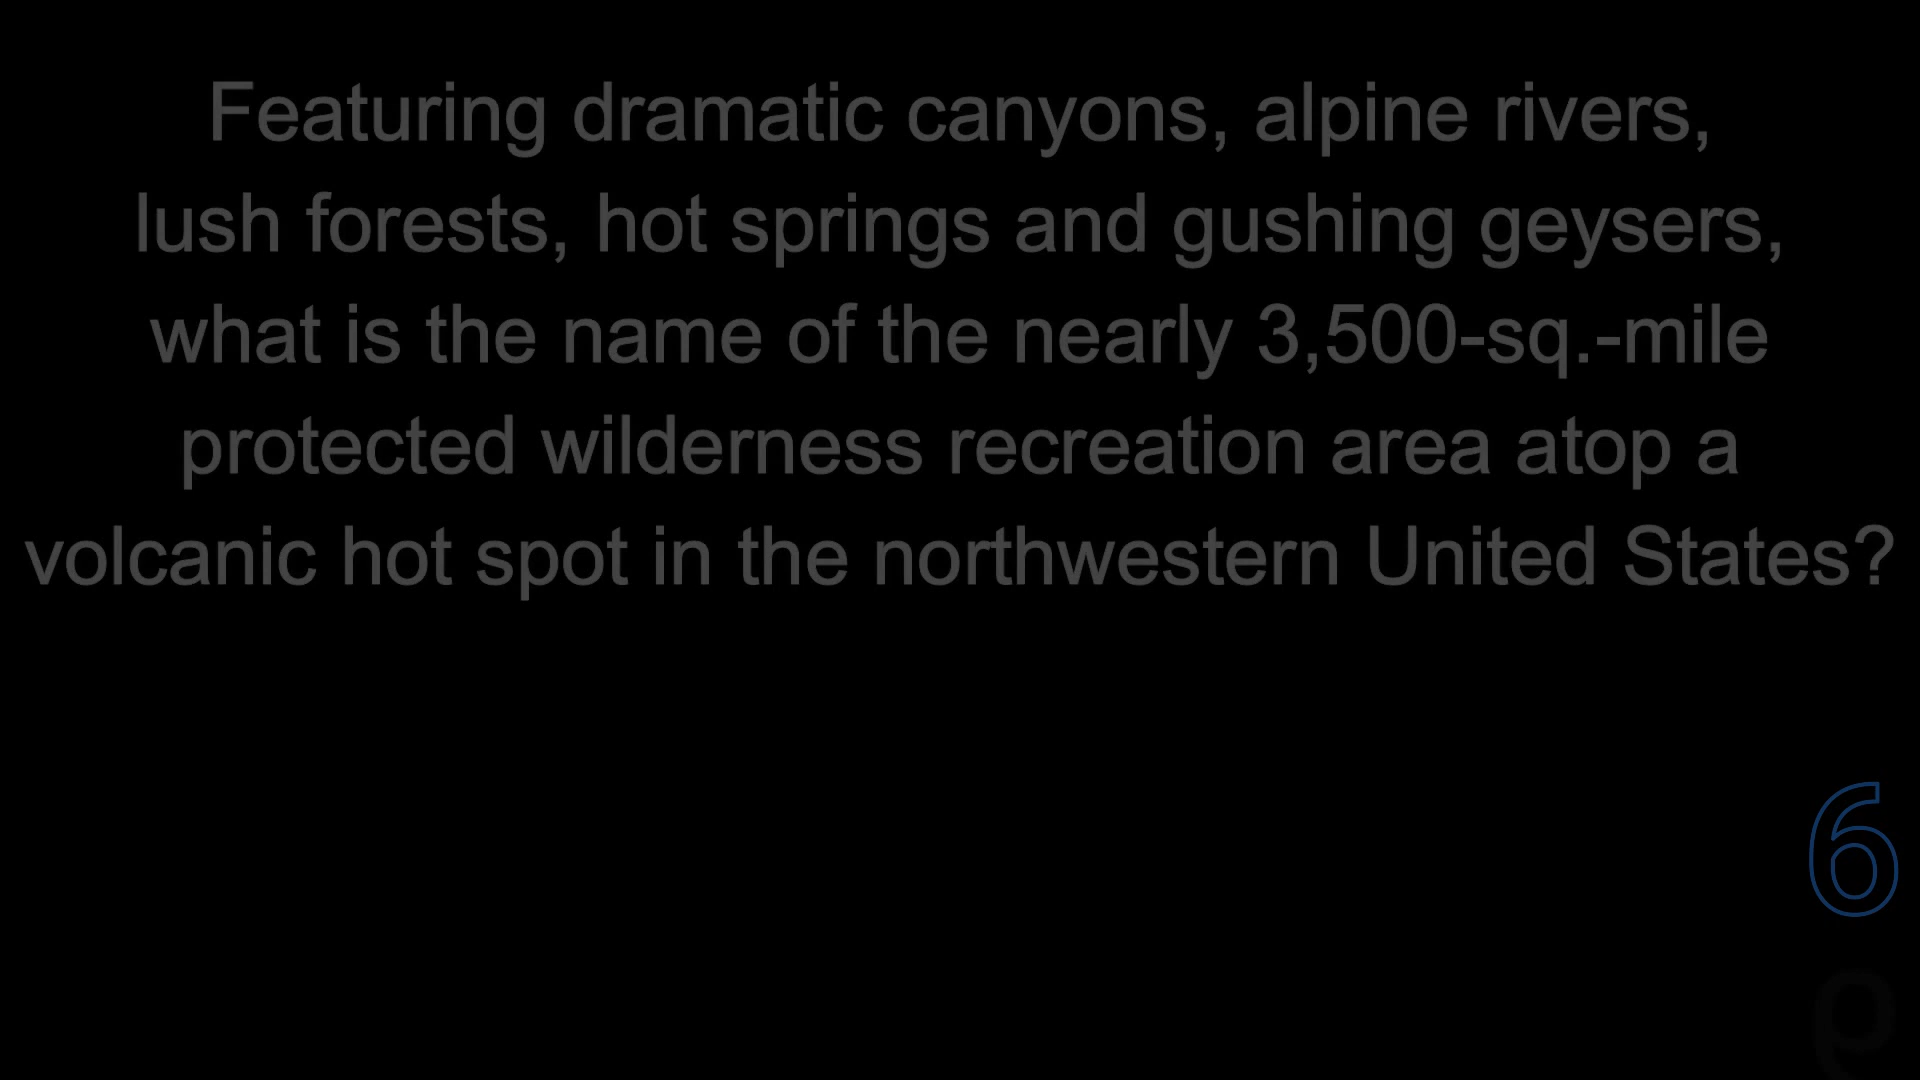 Featuring dramatic canyons, alpine rivers,
lush forests, hot springs and gushing geysers,
what is the name of the nearly 3,500-sq.-mile
protected wilderness recreation area atop a
volcanic hot spot in the northwestern United States?
6